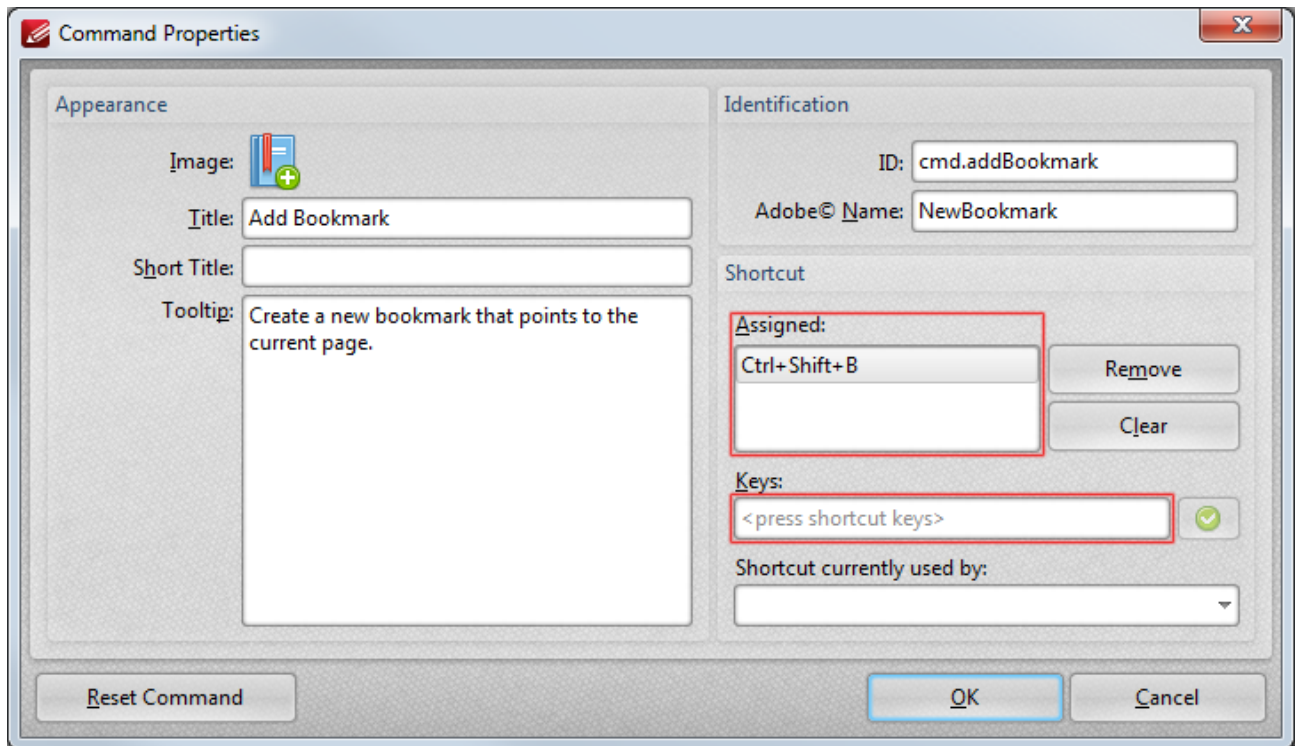 Command Properties
Appearance
Image:
Title: Add Bookmark
Short Title:
Tooltip: Create a new bookmark that points to the
current page.
Identification
ID: cmd.addBookmark
Adobe© Name: NewBookmark
Shortcut
Assigned:
Ctrl+Shift+B
Remove
Clear
Keys:
<press shortcut keys>
Shortcut currently used by:
Reset Command
OK
Cancel